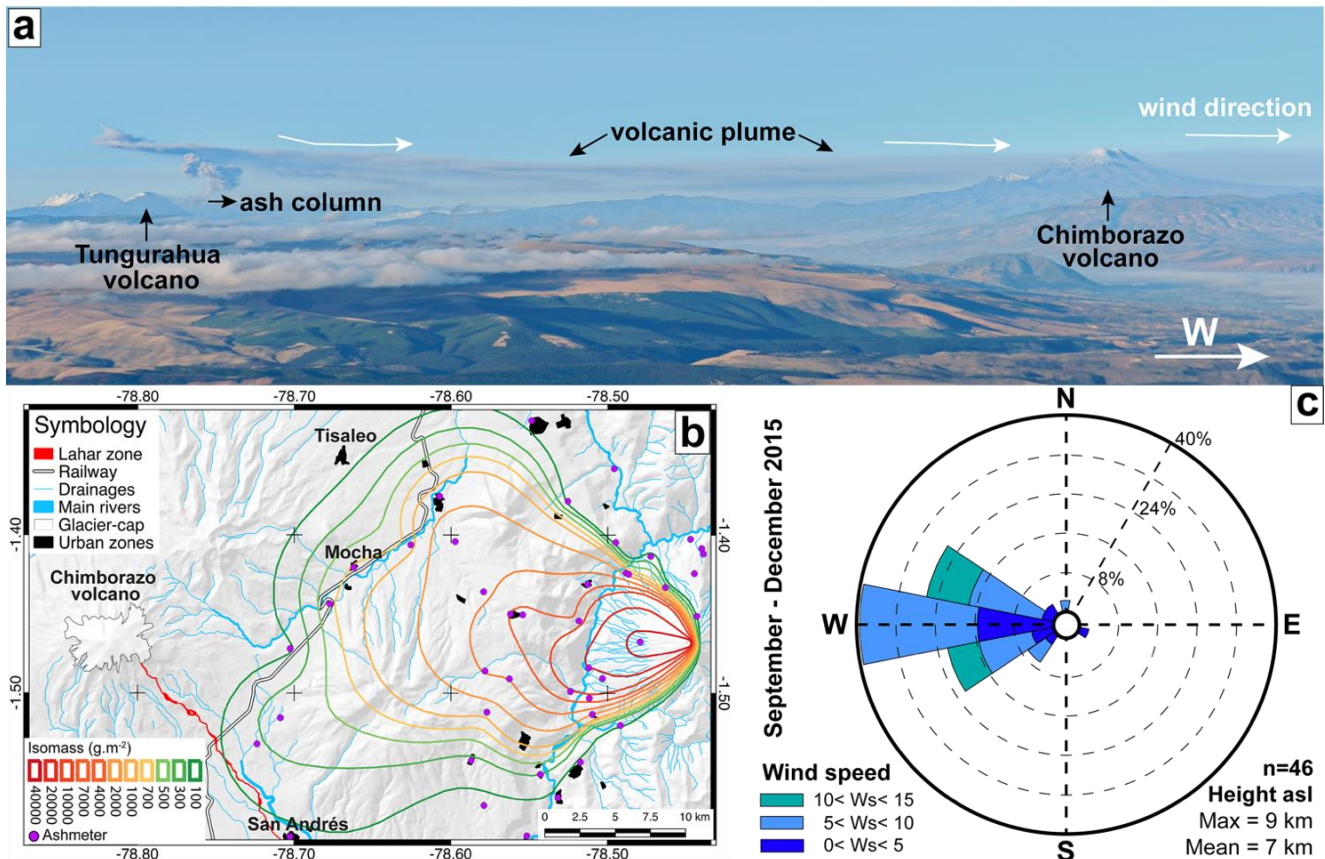 a
wind direction
volcanic plume
ash column
Tungurahua
volcano
Chimborazo
volcano
W
-78.80
-78.70
-78.60
-78.50
b
Symbology
Lahar zone
Railway
Drainages
Main rivers
Glacier-cap
Urban zones
Tisaleo
Mocha
Chimborazo
volcano
San Andrés
-1.40
-1.50
-1.40
-1.50
Isomass (g.m-2)
40000
20000
10000
7000
4000
2000
1000
700
500
300
100
Ashmeter
0 2.5 5 7.5 10 km
-78.80
-78.70
-78.60
-78.50
c
September - December 2015
N
W
E
S
40%
24%
8%
Wind speed
10< Ws< 15
5< Ws< 10
0< Ws< 5
n=46
Height asl
Max = 9 km
Mean = 7 km